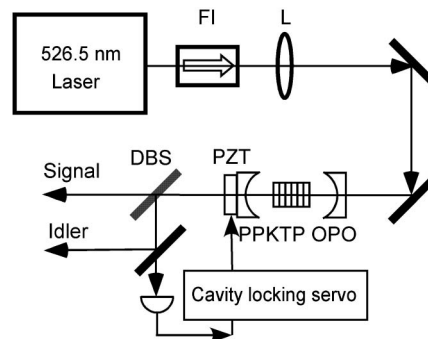 FI
L
526.5 nm
Laser
DBS
PZT
Signal
Idler
PPKTP OPO
Cavity locking servo